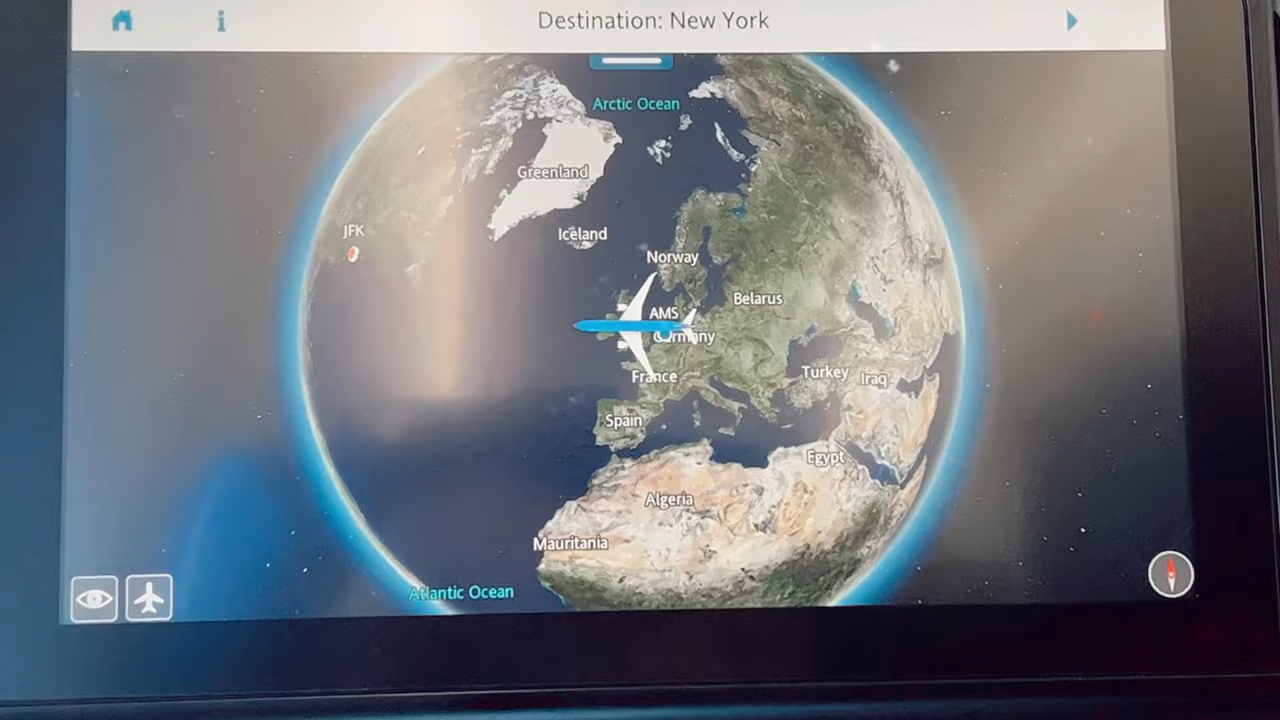 Destination: New York
Arctic Ocean
Greenland
JFK
Iceland
Norway
Belarus
AMS
Germany
France
Turkey
Iraq
Spain
Egypt
Algeria
Mauritania
Atlantic Ocean